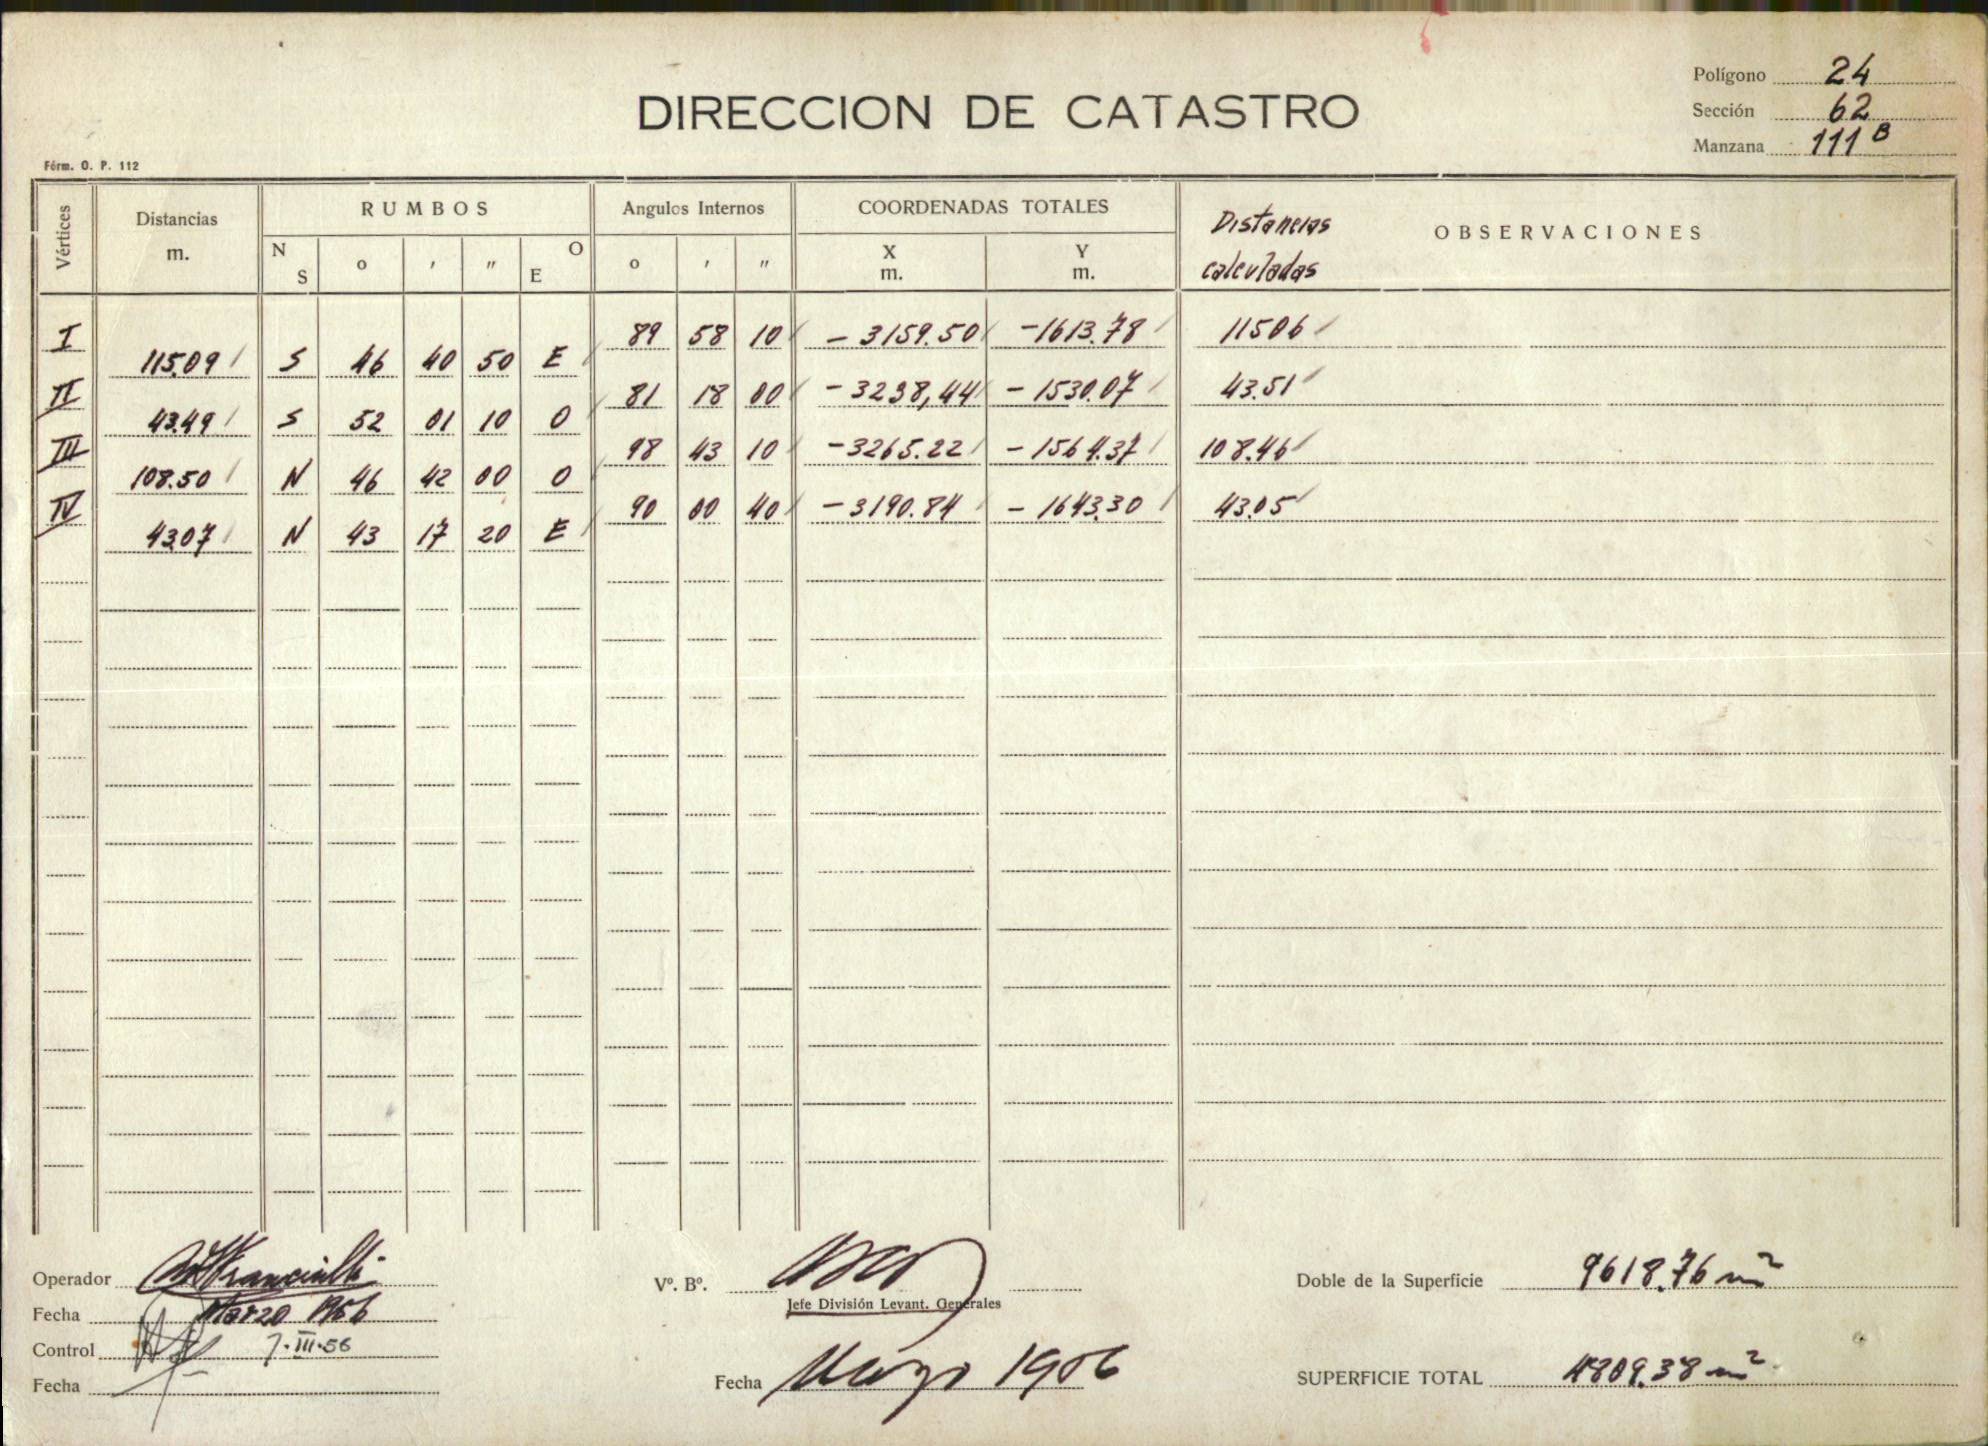 Polígono 24
DIRECCION DE CATASTRO
Sección 62
Manzana 111 B
Fórm. O. P. 112
Vértices Distancias m. RUMBOS N S o ′ ″ O E Angulos Internos o ′ ″ COORDENADAS TOTALES X m. Y m. Distancias calculadas OBSERVACIONES
I 89 58 10 - 3159.50 -1613.78 115 06
115.09 S 46 40 50 E
II 81 18 00 - 3238,44 - 1530.07 43.51
43.49 S 52 01 10 O
III 98 43 10 -3265.22 - 1564.37 108.46
108.50 N 46 42 00 O
IV 90 00 40 - 3190.84 - 1643.30 43.05
43.07 N 43 17 20 E
Operador
Vº. Bº.
Doble de la Superficie 9618.76 m²
Jefe División Levant. Generales
Fecha Marzo 1956
Control 7·III·56
Fecha
Fecha Marzo 1956
SUPERFICIE TOTAL 4809.38 m²